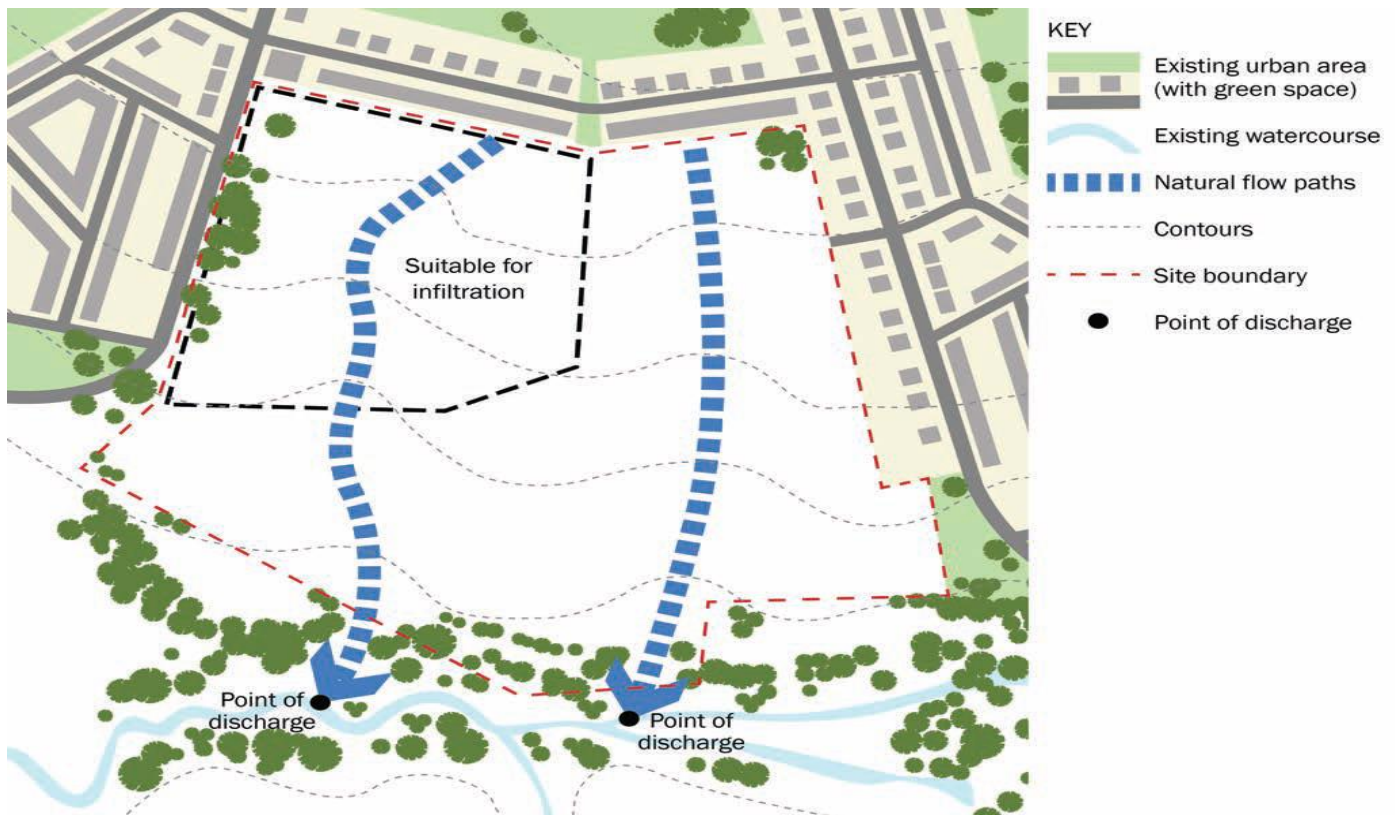 KEY
Existing urban area
(with green space)
Existing watercourse
Natural flow paths
Contours
Site boundary
Point of discharge
Suitable for
infiltration
Point of
discharge
Point of
discharge